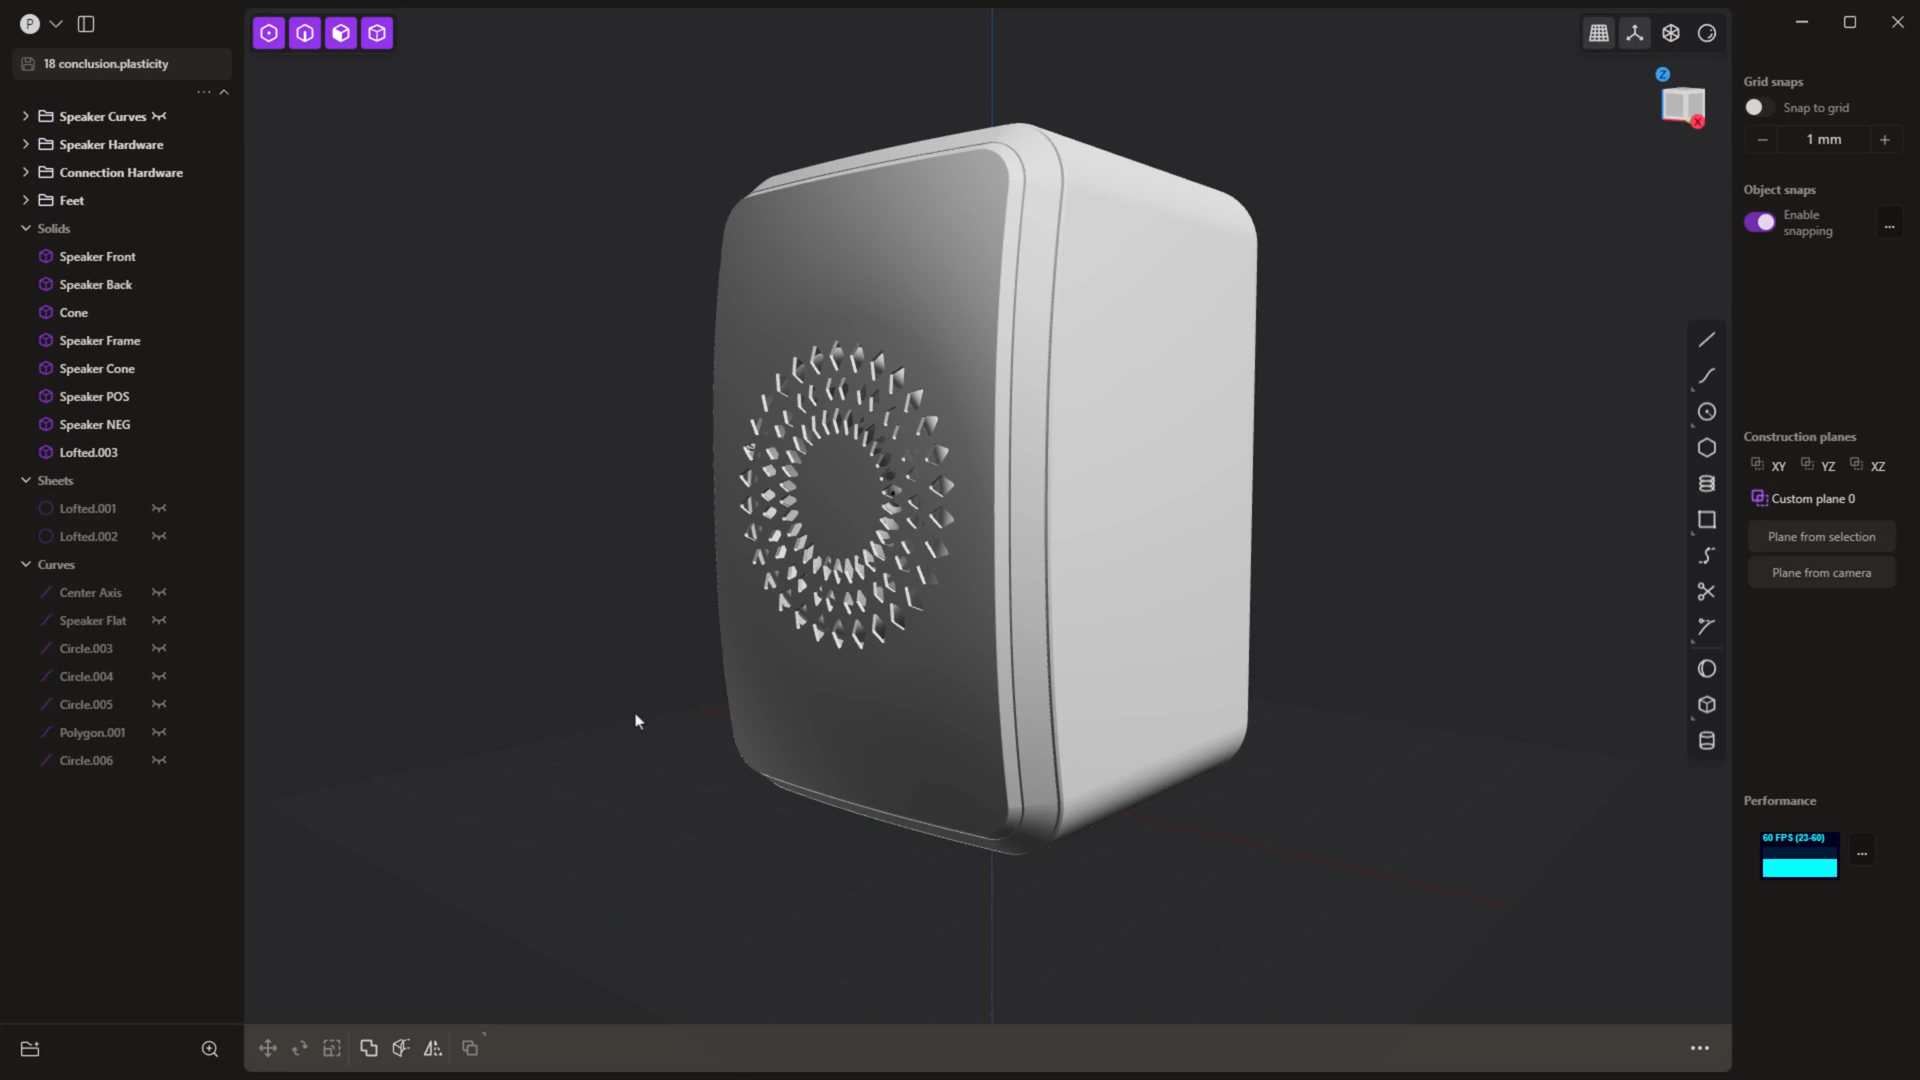 P
18 conclusion.plasticity
Speaker Curves
Speaker Hardware
Connection Hardware
Feet
Solids
Speaker Front
Speaker Back
Cone
Speaker Frame
Speaker Cone
Speaker POS
Speaker NEG
Lofted.003
Sheets
Lofted.001
Lofted.002
Curves
Center Axis
Speaker Flat
Circle.003
Circle.004
Circle.005
Polygon.001
Circle.006
Z
X
Grid snaps
Snap to grid
1 mm
Object snaps
Enable
snapping
...
Construction planes
XY YZ XZ
Custom plane 0
Plane from selection
Plane from camera
Performance
60 FPS (23-60)
...